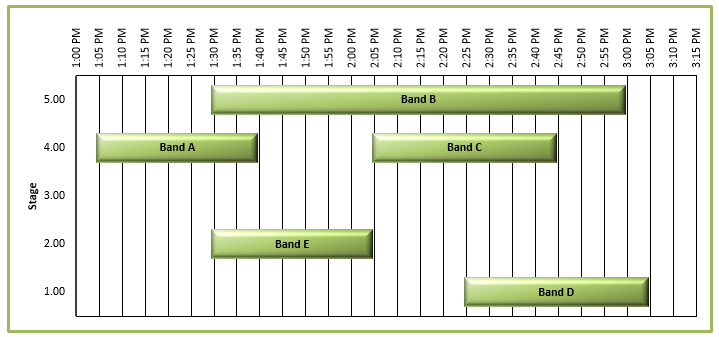 1:00 PM
1:05 PM
1:10 PM
1:15 PM
1:20 PM
1:25 PM
1:30 PM
1:35 PM
1:40 PM
1:45 PM
1:50 PM
1:55 PM
2:00 PM
2:05 PM
2:10 PM
2:15 PM
2:20 PM
2:25 PM
2:30 PM
2:35 PM
2:40 PM
2:45 PM
2:50 PM
2:55 PM
3:00 PM
3:05 PM
3:10 PM
3:15 PM
5.00
Band B
4.00
Band A
Band C
3.00
Stage
2.00
Band E
1.00
Band D